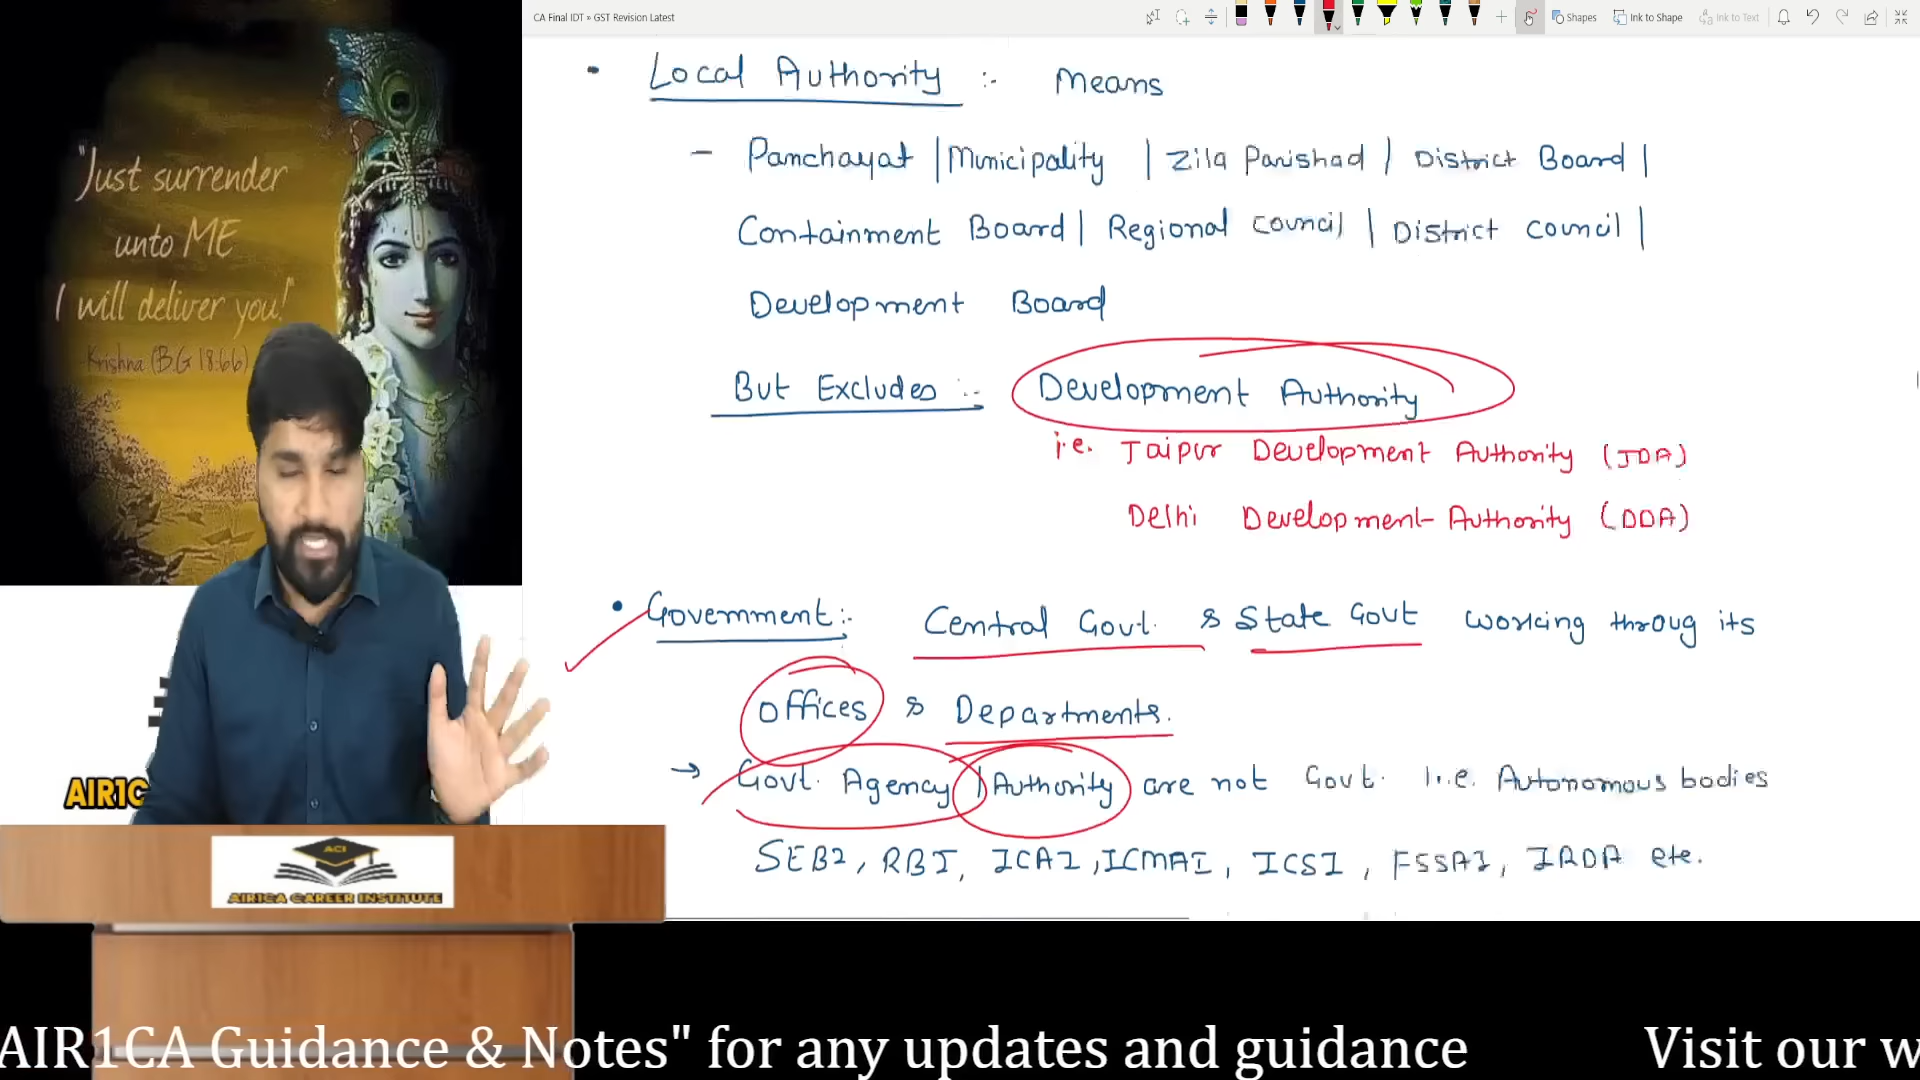 CA Final IDT » GST Revision Latest
Shapes
Ink to Shape
Ink to Text
"Just surrender
unto ME
I will deliver you!"
- Krishna (B.G 18:66)
• Local Authority :- Means
- Panchayat | Municipality | Zila Parishad | District Board |
Containment Board | Regional Council | District Council |
Development Board
But Excludes :- Development Authority
i.e. Jaipur Development Authority (JDA)
Delhi Development Authority (DDA)
• Government :- Central Govt. & State Govt working throug its
offices & Departments.
→ Govt. Agency | Authority are not Govt. i.e. Autonomous bodies
SEBI, RBI, ICAI, ICMAI, ICSI, FSSAI, IRDA etc.
AIR1C
ACI
AIR1CA CAREER INSTITUTE
AIR1CA Guidance & Notes" for any updates and guidance Visit our w